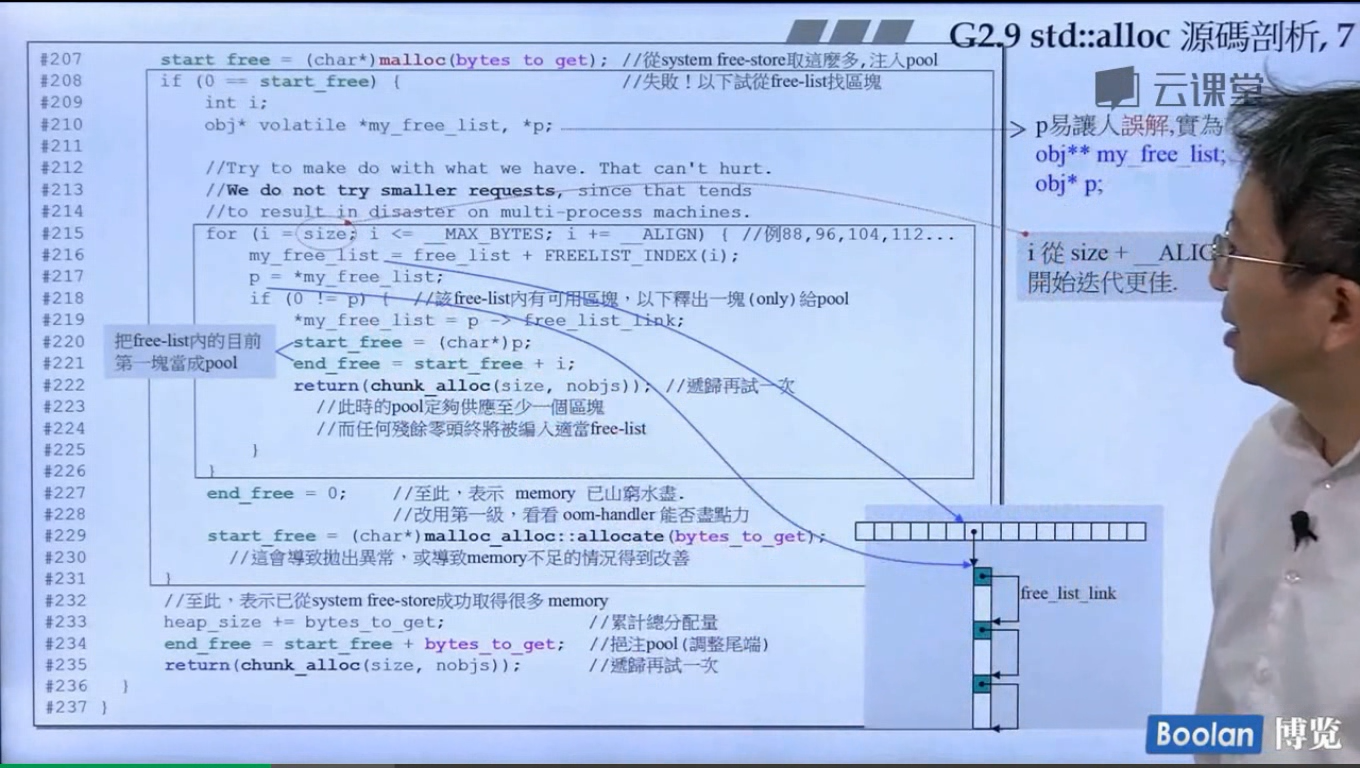 G2.9 std::alloc 源碼剖析, 7
云课堂
#207 start_free = (char*)malloc(bytes_to_get); //從system free-store取這麼多,注入pool
#208 if (0 == start_free) { //失敗！以下試從free-list找區塊
#209 int i;
#210 obj* volatile *my_free_list, *p;
p易讓人誤解,實為
obj** my_free_list;
obj* p;
#211
#212 //Try to make do with what we have. That can't hurt.
#213 //We do not try smaller requests, since that tends
#214 //to result in disaster on multi-process machines.
#215 for (i = size; i <= __MAX_BYTES; i += __ALIGN) { //例88,96,104,112...
i 從 size + __ALIG
開始迭代更佳.
#216 my_free_list = free_list + FREELIST_INDEX(i);
#217 p = *my_free_list;
#218 if (0 != p) { //該free-list內有可用區塊，以下釋出一塊(only)給pool
#219 *my_free_list = p -> free_list_link;
把free-list內的目前
第一塊當成pool
#220 start_free = (char*)p;
#221 end_free = start_free + i;
#222 return(chunk_alloc(size, nobjs)); //遞歸再試一次
#223 //此時的pool定夠供應至少一個區塊
#224 //而任何殘餘零頭終將被編入適當free-list
#225 }
#226 }
#227 end_free = 0; //至此，表示 memory 已山窮水盡.
#228 //改用第一級，看看 oom-handler 能否盡點力
#229 start_free = (char*)malloc_alloc::allocate(bytes_to_get);
#230 //這會導致拋出異常，或導致memory不足的情況得到改善
#231 }
#232 //至此，表示已從system free-store成功取得很多 memory
#233 heap_size += bytes_to_get; //累計總分配量
#234 end_free = start_free + bytes_to_get; //挹注pool(調整尾端)
#235 return(chunk_alloc(size, nobjs)); //遞歸再試一次
#236 }
#237 }
free_list_link
Boolan 博览